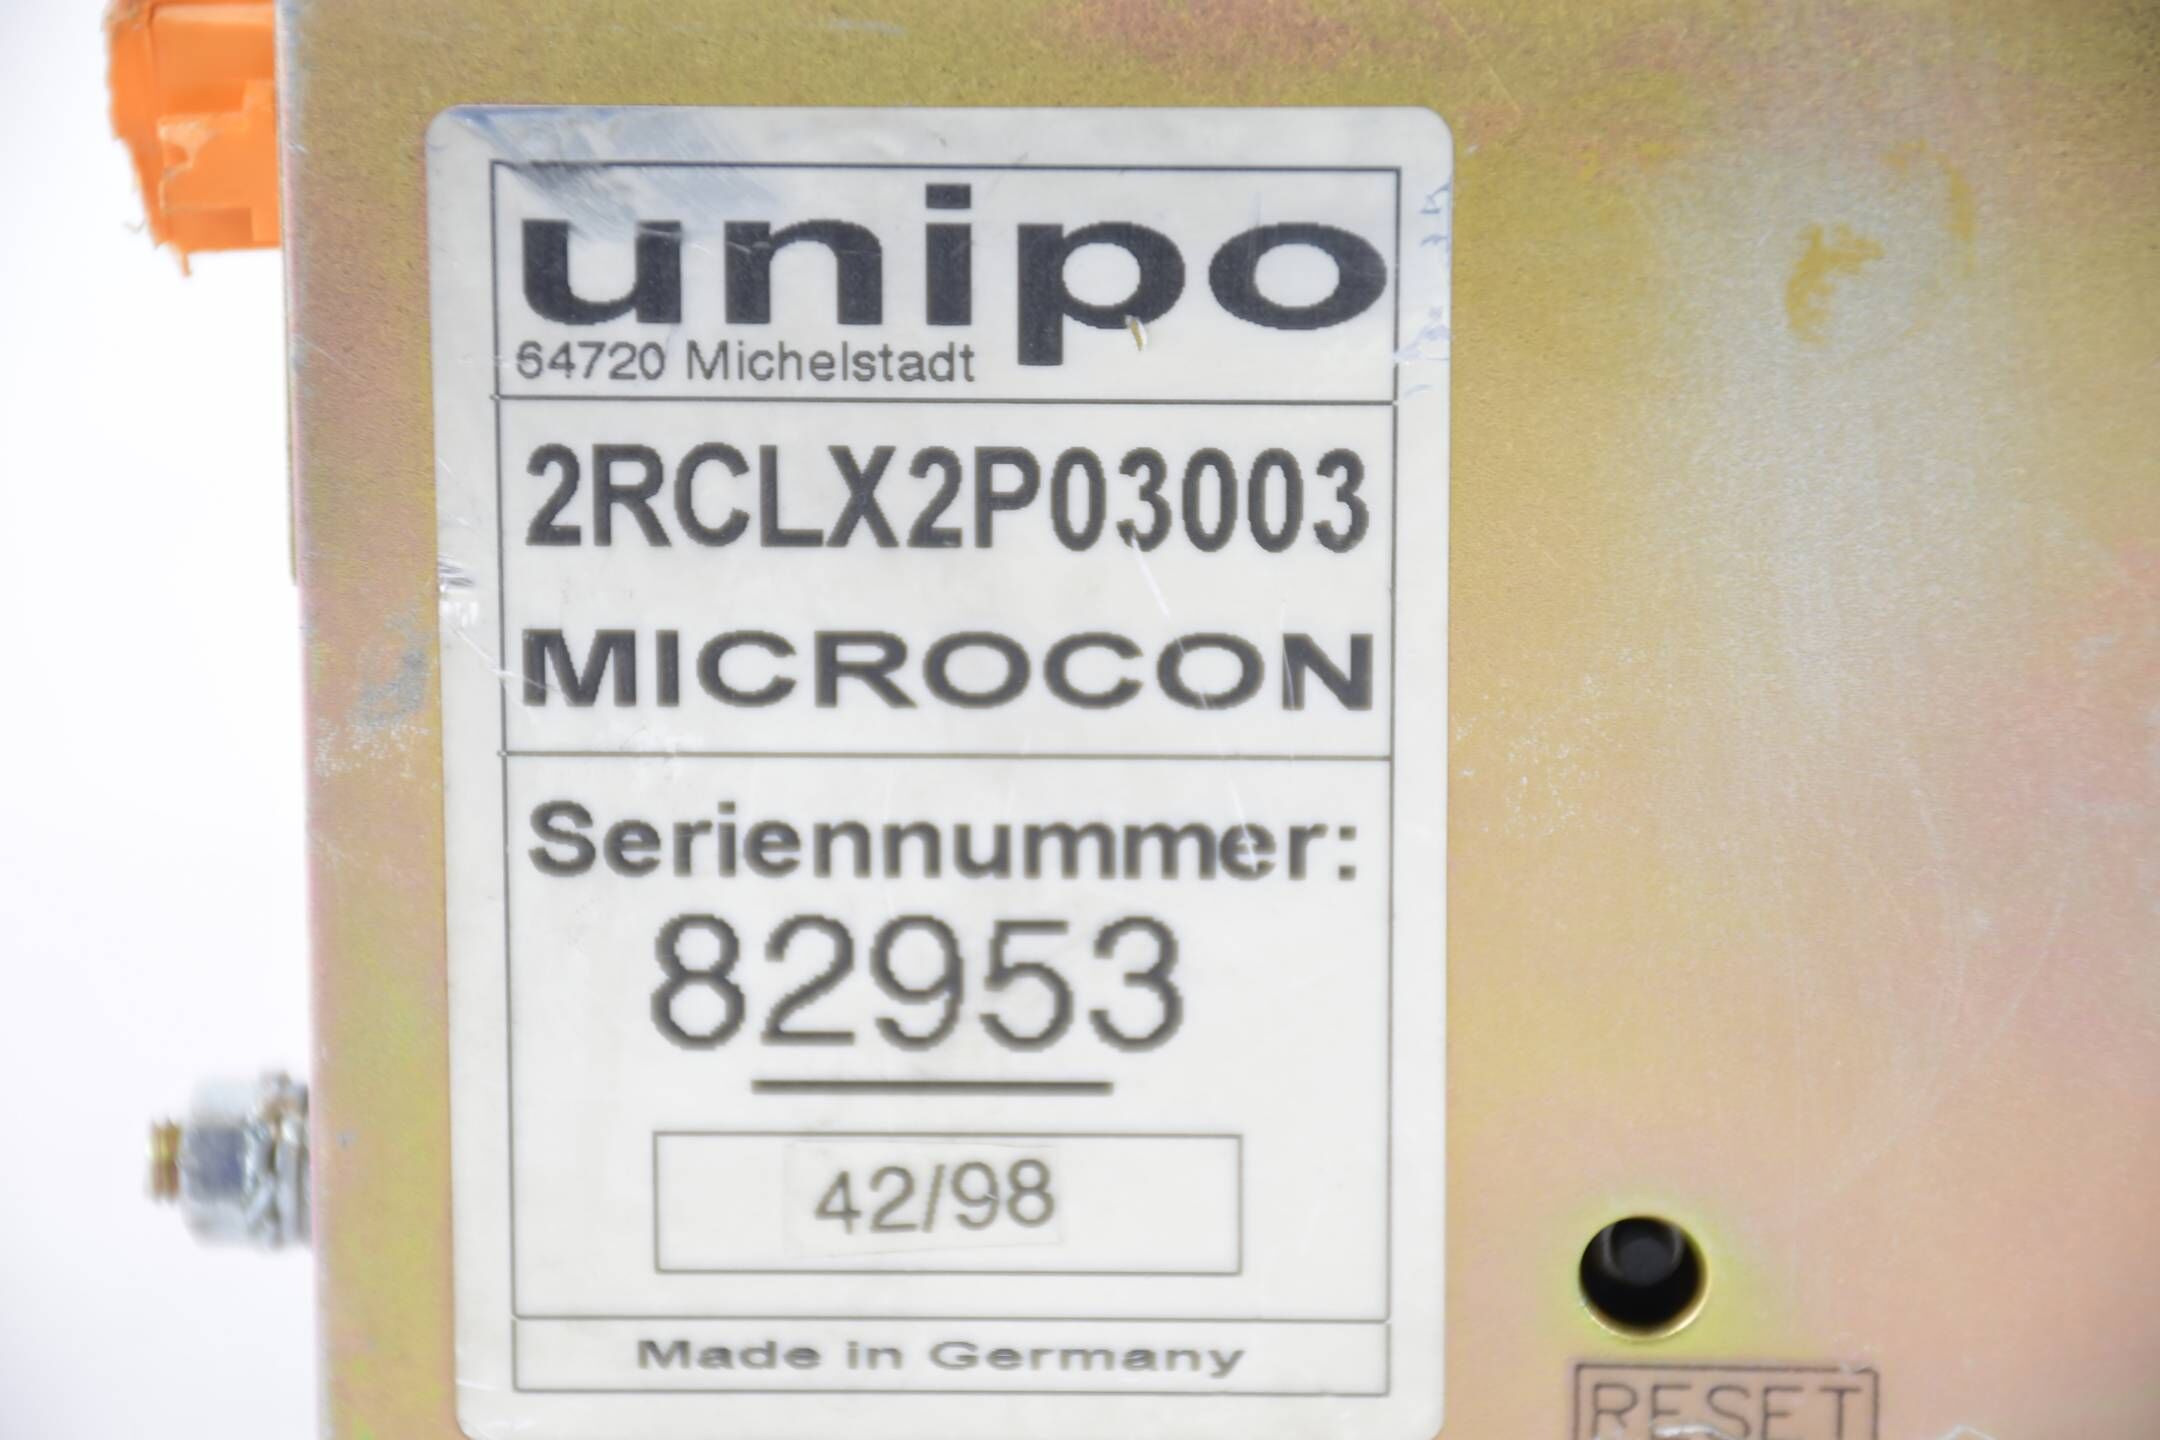 unipo
64720 Michelstadt
2RCLX2P03003
MICROCON
Seriennummer:
82953
42/98
Made in Germany
RESET